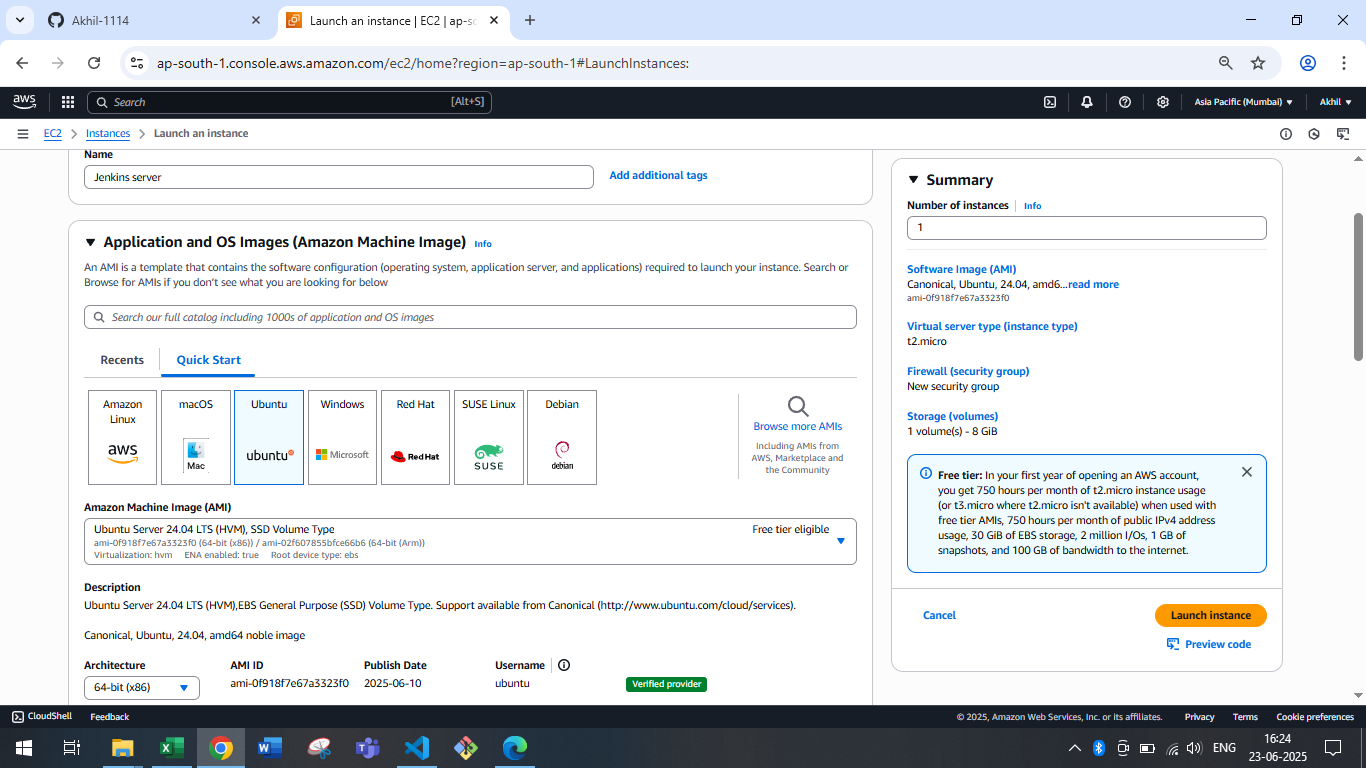 Akhil-1114
Launch an instance | EC2 | ap-so
ap-south-1.console.aws.amazon.com/ec2/home?region=ap-south-1#LaunchInstances:
aws
Search
[Alt+S]
Asia Pacific (Mumbai)
Akhil
EC2
Instances
Launch an instance
Name
Jenkins server
Add additional tags
Application and OS Images (Amazon Machine Image)
Info
An AMI is a template that contains the software configuration (operating system, application server, and applications) required to launch your instance. Search or
Browse for AMIs if you don't see what you are looking for below
Search our full catalog including 1000s of application and OS images
Recents
Quick Start
Amazon
Linux
aws
macOS
Mac
Ubuntu
ubuntu
Windows
Microsoft
Red Hat
Red Hat
SUSE Linux
SUSE
Debian
debian
Browse more AMIs
Including AMIs from
AWS, Marketplace and
the Community
Amazon Machine Image (AMI)
Ubuntu Server 24.04 LTS (HVM), SSD Volume Type
Free tier eligible
ami-0f918f7e67a3323f0 (64-bit (x86)) / ami-02f607855bfce66b6 (64-bit (Arm))
Virtualization: hvm ENA enabled: true Root device type: ebs
Description
Ubuntu Server 24.04 LTS (HVM),EBS General Purpose (SSD) Volume Type. Support available from Canonical (http://www.ubuntu.com/cloud/services).
Canonical, Ubuntu, 24.04, amd64 noble image
Architecture
64-bit (x86)
AMI ID
ami-0f918f7e67a3323f0
Publish Date
2025-06-10
Username
ubuntu
Verified provider
Summary
Number of instances
Info
1
Software Image (AMI)
Canonical, Ubuntu, 24.04, amd6...read more
ami-0f918f7e67a3323f0
Virtual server type (instance type)
t2.micro
Firewall (security group)
New security group
Storage (volumes)
1 volume(s) - 8 GiB
Free tier: In your first year of opening an AWS account,
you get 750 hours per month of t2.micro instance usage
(or t3.micro where t2.micro isn't available) when used with
free tier AMIs, 750 hours per month of public IPv4 address
usage, 30 GiB of EBS storage, 2 million I/Os, 1 GB of
snapshots, and 100 GB of bandwidth to the internet.
Cancel
Launch instance
Preview code
CloudShell
Feedback
© 2025, Amazon Web Services, Inc. or its affiliates.
Privacy
Terms
Cookie preferences
ENG
16:24
23-06-2025